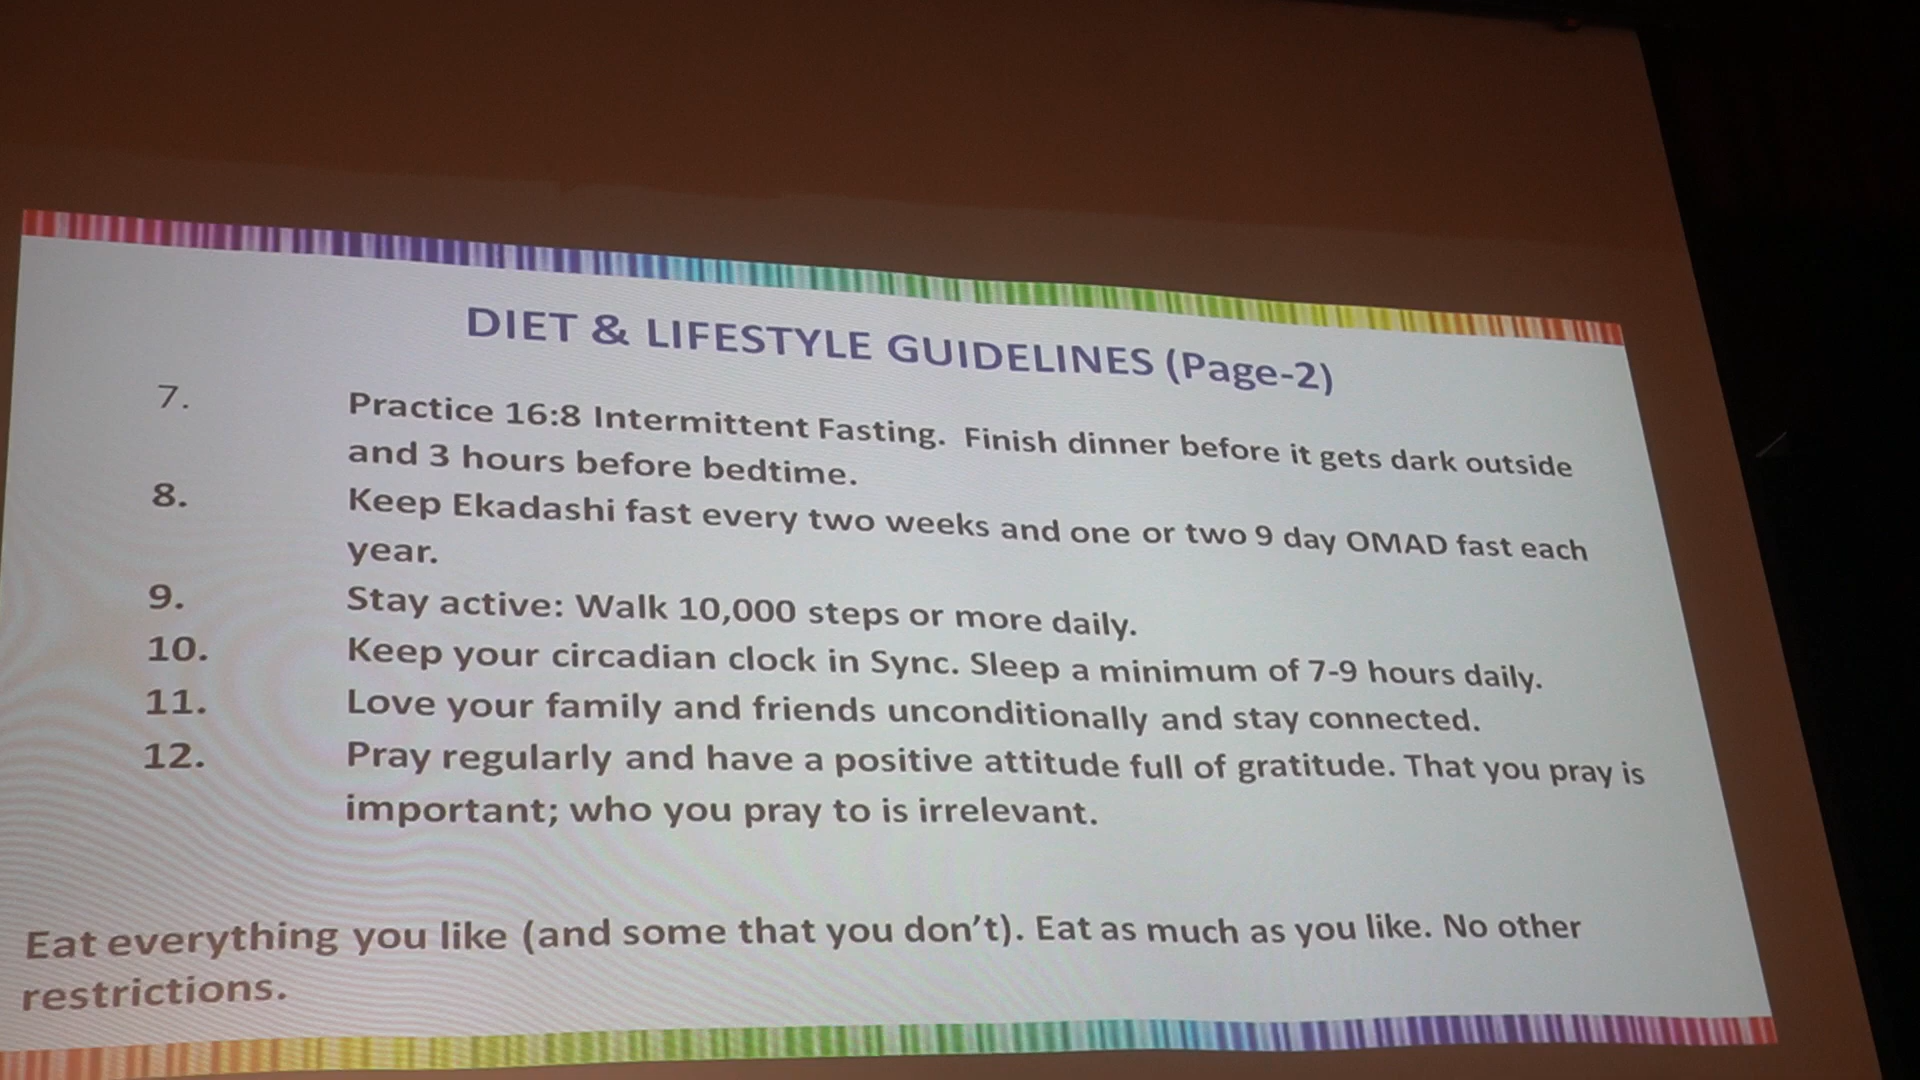 DIET & LIFESTYLE GUIDELINES (Page-2)
7. Practice 16:8 Intermittent Fasting. Finish dinner before it gets dark outside
and 3 hours before bedtime.
8. Keep Ekadashi fast every two weeks and one or two 9 day OMAD fast each
year.
9. Stay active: Walk 10,000 steps or more daily.
10. Keep your circadian clock in Sync. Sleep a minimum of 7-9 hours daily.
11. Love your family and friends unconditionally and stay connected.
12. Pray regularly and have a positive attitude full of gratitude. That you pray is
important; who you pray to is irrelevant.
Eat everything you like (and some that you don't). Eat as much as you like. No other
restrictions.